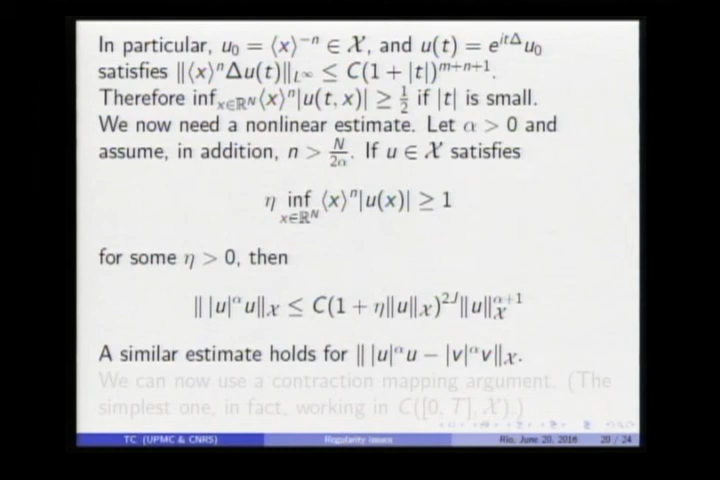 In particular, u₀ = ⟨x⟩⁻ⁿ ∈ 𝒳, and u(t) = e^{itΔ}u₀
satisfies ‖⟨x⟩ⁿΔu(t)‖_{L^∞} ≤ C(1 + |t|)^{m+n+1}.
Therefore inf_{x∈ℝᴺ}⟨x⟩ⁿ|u(t, x)| ≥ ½ if |t| is small.
We now need a nonlinear estimate. Let α > 0 and
assume, in addition, n > N/2α. If u ∈ 𝒳 satisfies
η inf_{x∈ℝᴺ}⟨x⟩ⁿ|u(x)| ≥ 1
for some η > 0, then
‖ |u|^α u‖_𝒳 ≤ C(1 + η‖u‖_𝒳)^{2J}‖u‖_𝒳^{α+1}
A similar estimate holds for ‖ |u|^α u − |v|^α v‖_𝒳.
We can now use a contraction mapping argument. (The
simplest one, in fact, working in C([0, T], 𝒳).)
TC (UPMC & CNRS) Regularity issues Rio, June 20, 2016 20 / 24